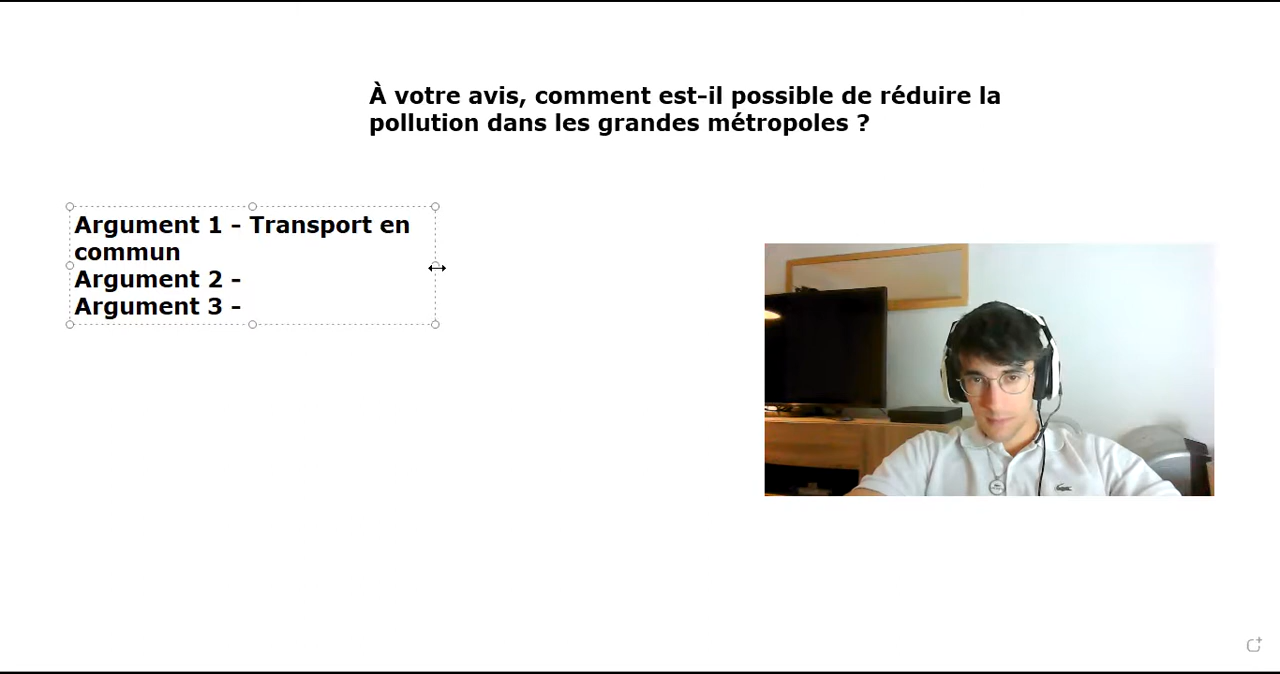 À votre avis, comment est-il possible de réduire la
pollution dans les grandes métropoles ?
Argument 1 - Transport en
commun
Argument 2 -
Argument 3 -